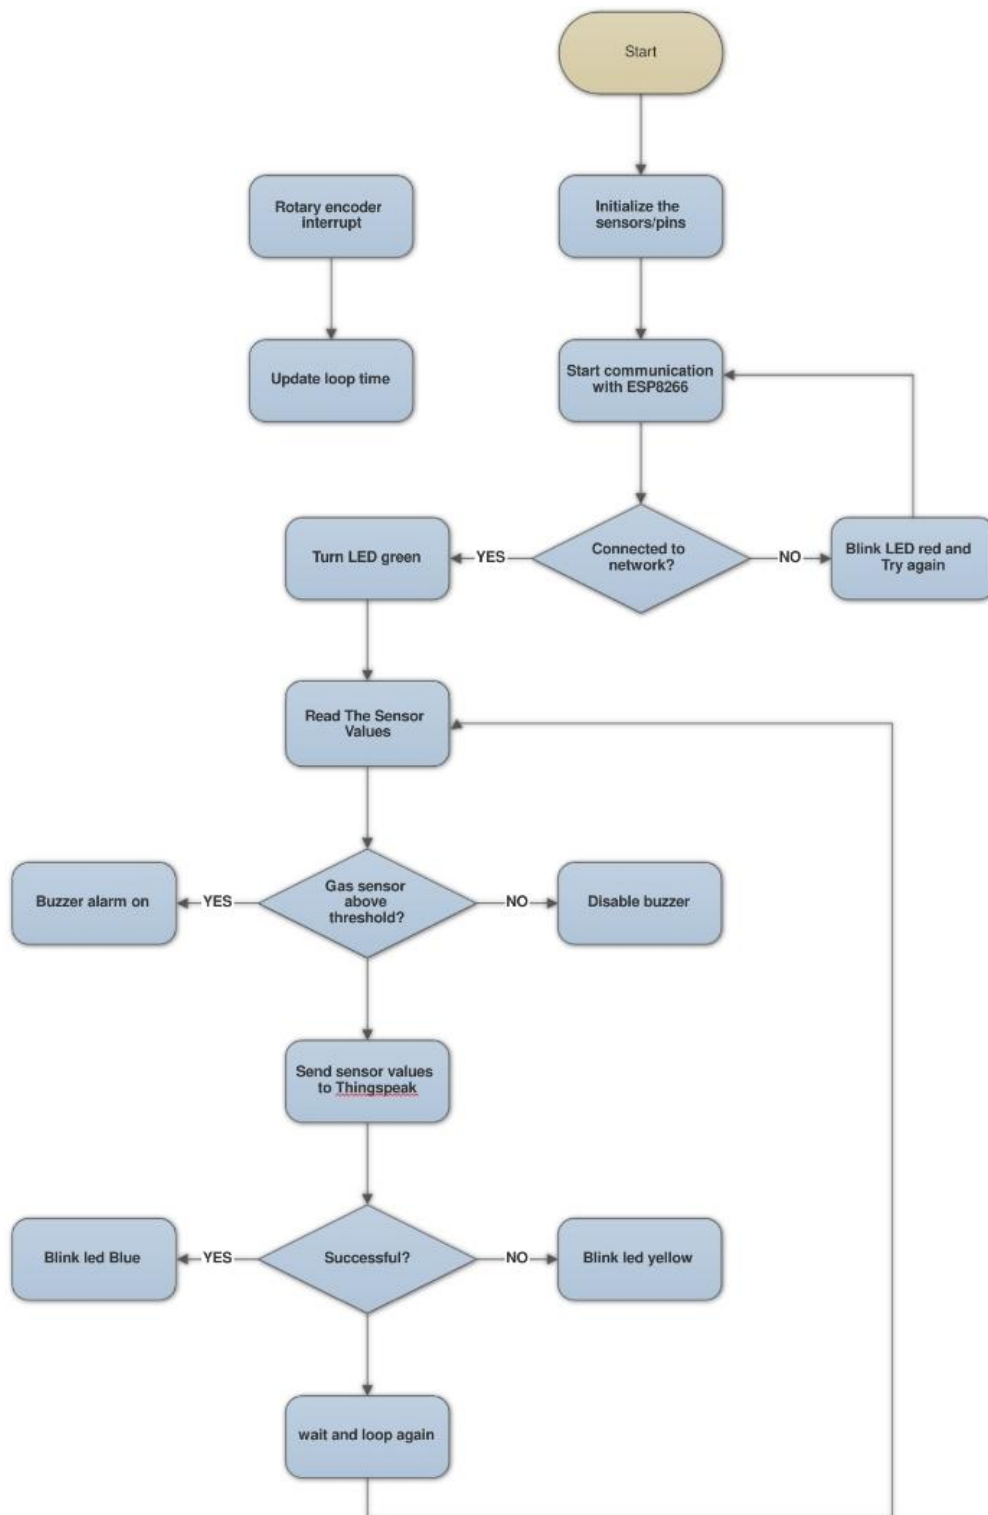 Start
Rotary encoder
interrupt
Initialize the
sensors/pins
Update loop time
Start communication
with ESP8266
Turn LED green
YES
Connected to
network?
NO
Blink LED red and
Try again
Read The Sensor
Values
Buzzer alarm on
YES
Gas sensor
above
threshold?
NO
Disable buzzer
Send sensor values
to Thingspeak
Blink led Blue
YES
Successful?
NO
Blink led yellow
wait and loop again